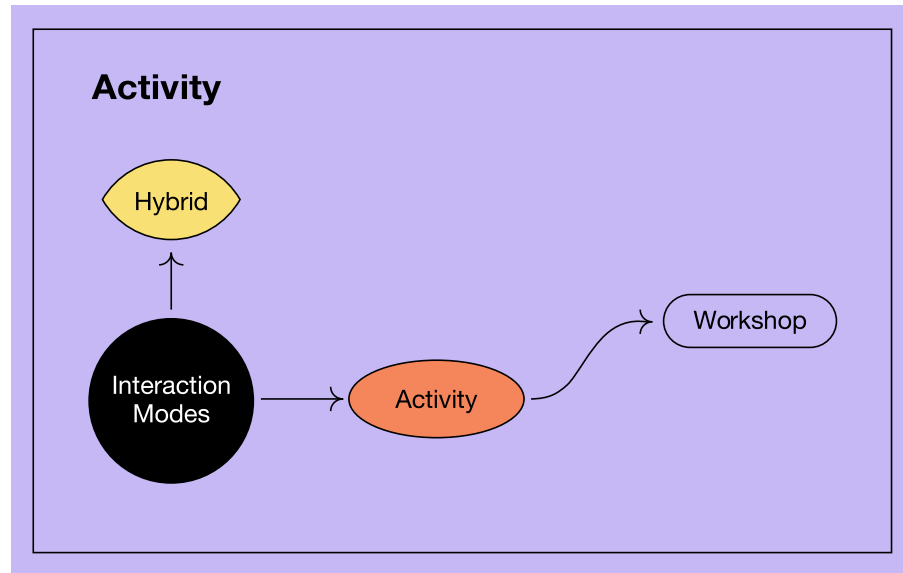 Activity
Hybrid
Interaction
Modes
Activity
Workshop